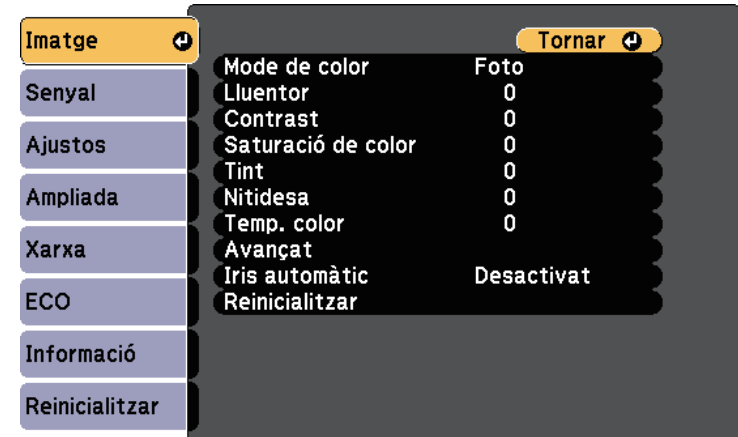 Imatge
Senyal
Ajustos
Ampliada
Xarxa
ECO
Informació
Reinicialitzar
Tornar
Mode de color Foto
Lluentor 0
Contrast 0
Saturació de color 0
Tint 0
Nitidesa 0
Temp. color 0
Avançat
Iris automàtic Desactivat
Reinicialitzar